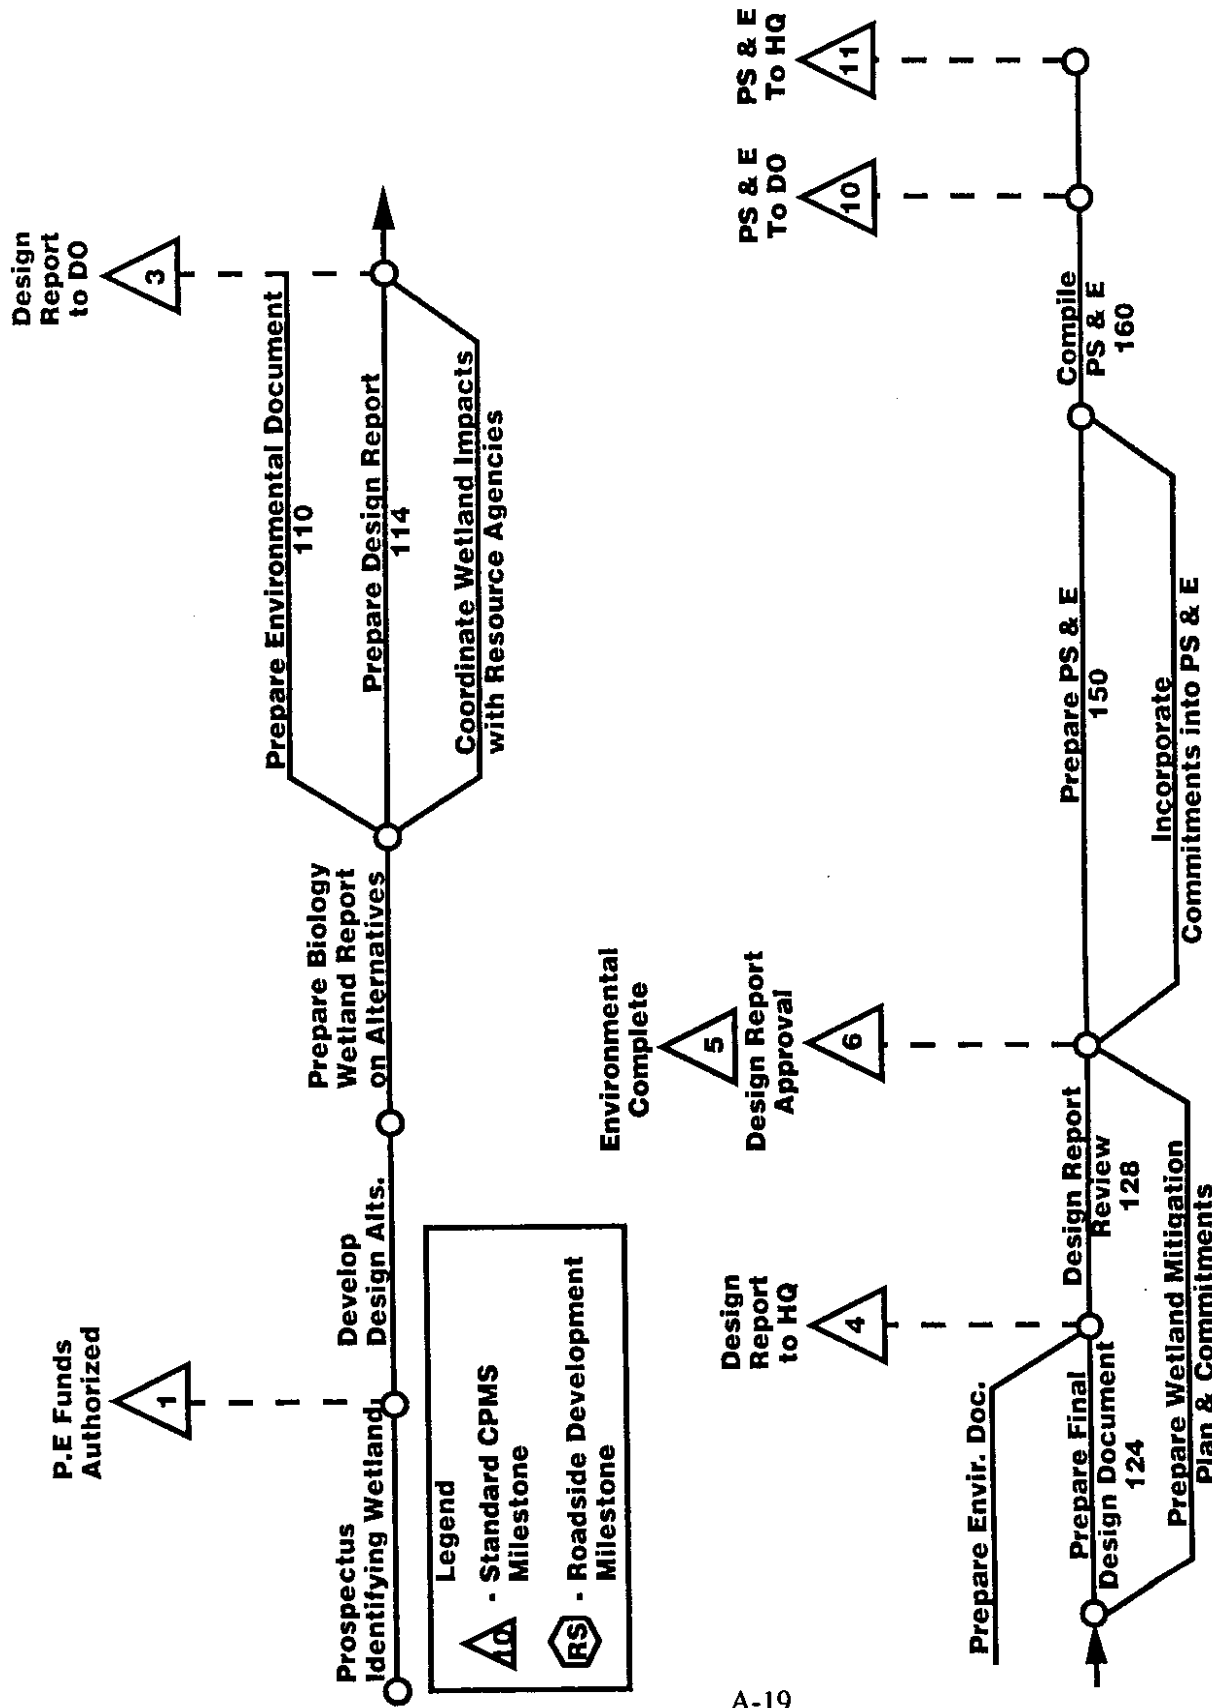 P.E Funds
Authorized
1
Design
Report
to DO
3
Prospectus
Identifying Wetland
Develop
Design Alts.
Prepare Biology
Wetland Report
on Alternatives
Prepare Environmental Document
110
Prepare Design Report
114
Coordinate Wetland Impacts
with Resource Agencies
Legend
10 - Standard CPMS
Milestone
RS - Roadside Development
Milestone
Design
Report
to HQ
4
Environmental
Complete
5
Design Report
Approval
6
PS & E
To DO
10
PS & E
To HQ
11
Prepare Envir. Doc.
Prepare Final
Design Document
124
Design Report
Review
128
Prepare Wetland Mitigation
Plan & Commitments
Prepare PS & E
150
Incorporate
Commitments into PS & E
Compile
PS & E
160
A-19